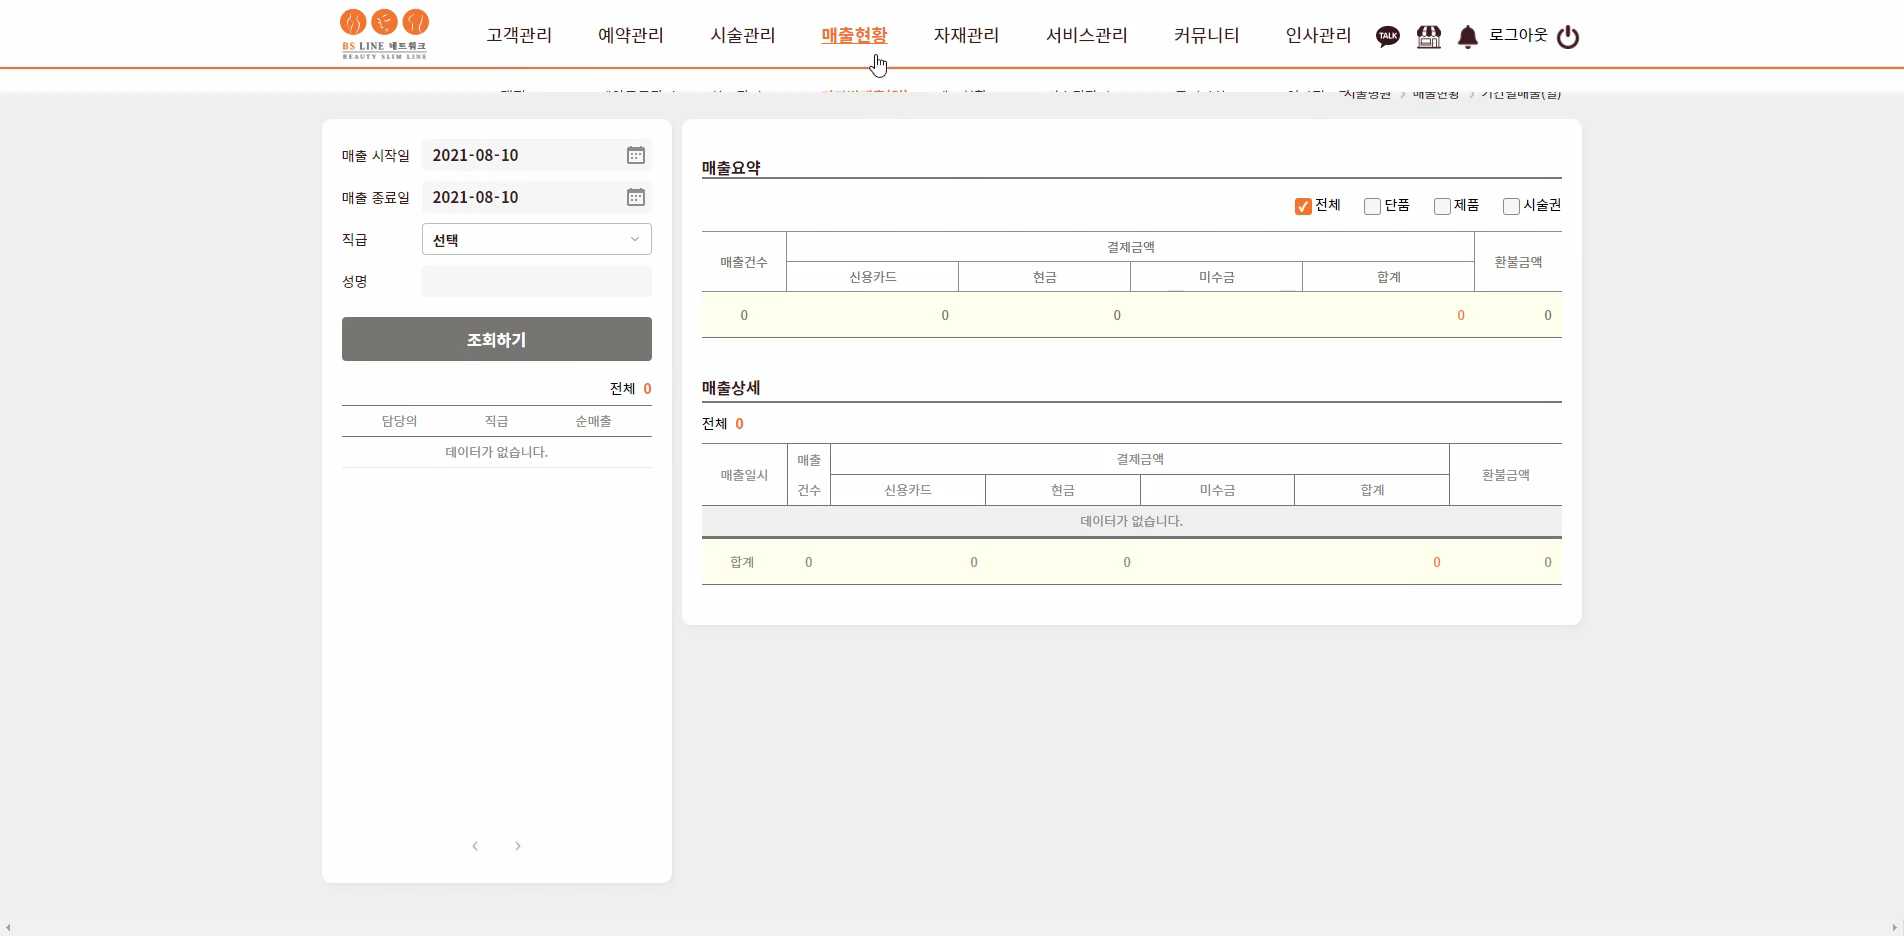 BS LINE 네트워크
BEAUTY SLIM LINE
고객관리 예약관리 시술관리 매출현황 자재관리 서비스관리 커뮤니티 인사관리 TALK 로그아웃
매출현황 기간별매출(일)
매출 시작일 2021-08-10
매출 종료일 2021-08-10
직급 선택
성명
조회하기
전체 0
담당의 직급 순매출
데이터가 없습니다.
매출요약
전체 단품 제품 시술권
매출건수 결제금액 환불금액
신용카드 현금 미수금 합계
0 0 0 0 0
매출상세
전체 0
매출일시 매출 건수 결제금액 환불금액
신용카드 현금 미수금 합계
데이터가 없습니다.
합계 0 0 0 0 0